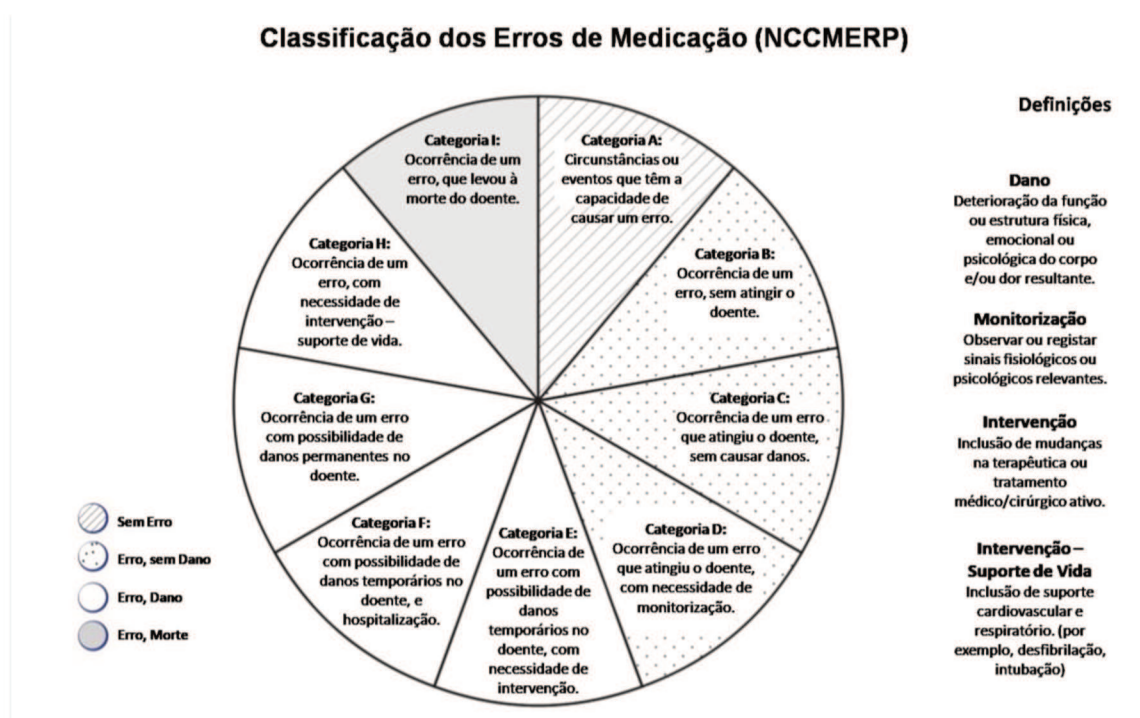 Classificação dos Erros de Medicação (NCCMERP)
Categoria I:
Ocorrência de um
erro, que levou à
morte do doente.
Categoria A:
Circunstâncias ou
eventos que têm a
capacidade de
causar um erro.
Categoria B:
Ocorrência de um
erro, sem atingir o
doente.
Categoria C:
Ocorrência de um erro
que atingiu o doente,
sem causar danos.
Categoria D:
Ocorrência de um erro
que atingiu o doente,
com necessidade de
monitorização.
Categoria E:
Ocorrência de
um erro com
possibilidade de
danos
temporários no
doente, com
necessidade de
intervenção.
Categoria F:
Ocorrência de um erro
com possibilidade de
danos temporários no
doente, e
hospitalização.
Categoria G:
Ocorrência de um erro
com possibilidade de
danos permanentes no
doente.
Categoria H:
Ocorrência de um
erro, com
necessidade de
intervenção –
suporte de vida.
Sem Erro
Erro, sem Dano
Erro, Dano
Erro, Morte
Definições
Dano
Deterioração da função
ou estrutura física,
emocional ou
psicológica do corpo
e/ou dor resultante.
Monitorização
Observar ou registar
sinais fisiológicos ou
psicológicos relevantes.
Intervenção
Inclusão de mudanças
na terapêutica ou
tratamento
médico/cirúrgico ativo.
Intervenção –
Suporte de Vida
Inclusão de suporte
cardiovascular e
respiratório. (por
exemplo, desfibrilação,
intubação)